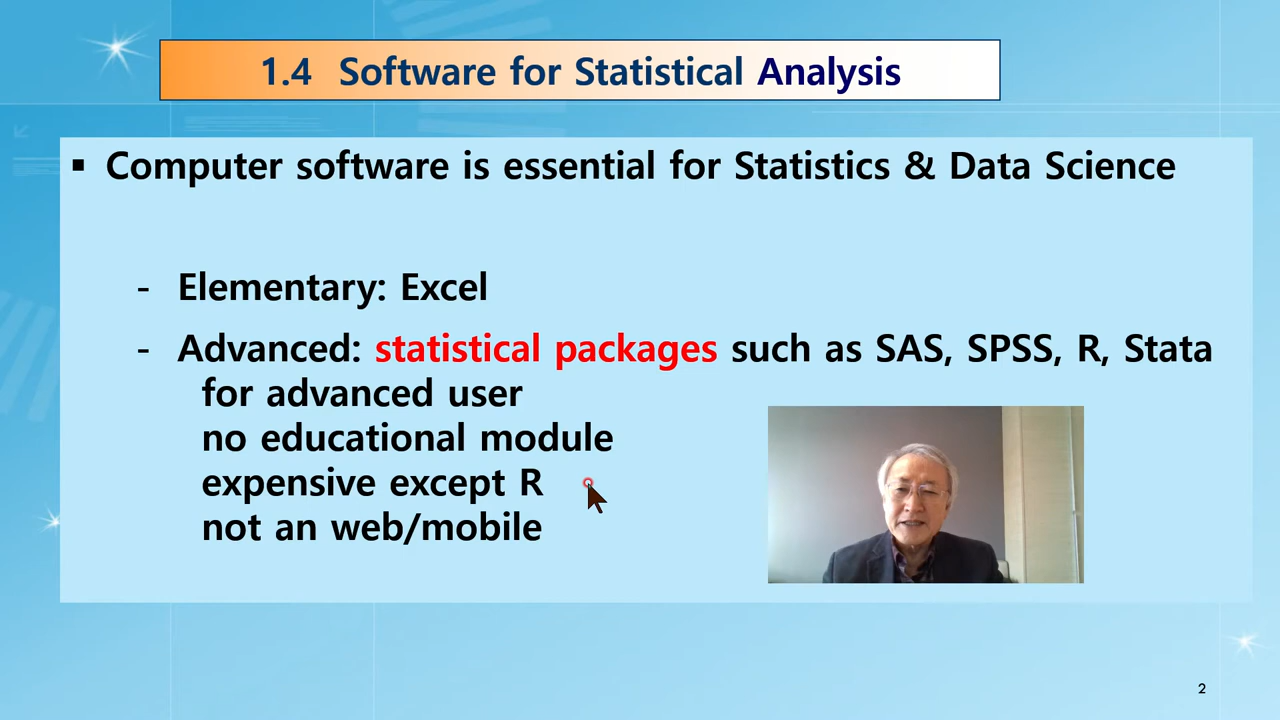 1.4 Software for Statistical Analysis
▪ Computer software is essential for Statistics & Data Science
- Elementary: Excel
- Advanced: statistical packages such as SAS, SPSS, R, Stata
for advanced user
no educational module
expensive except R
not an web/mobile
2